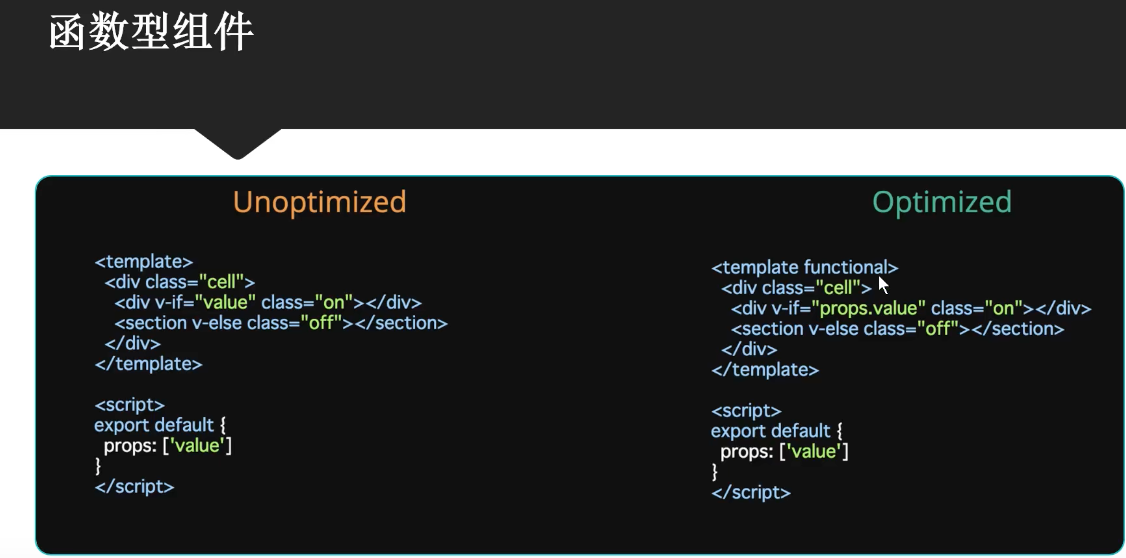 函数型组件
Unoptimized
<template>
<div class="cell">
<div v-if="value" class="on"></div>
<section v-else class="off"></section>
</div>
</template>
<script>
export default {
props: ['value']
}
</script>
Optimized
<template functional>
<div class="cell">
<div v-if="props.value" class="on"></div>
<section v-else class="off"></section>
</div>
</template>
<script>
export default {
props: ['value']
}
</script>